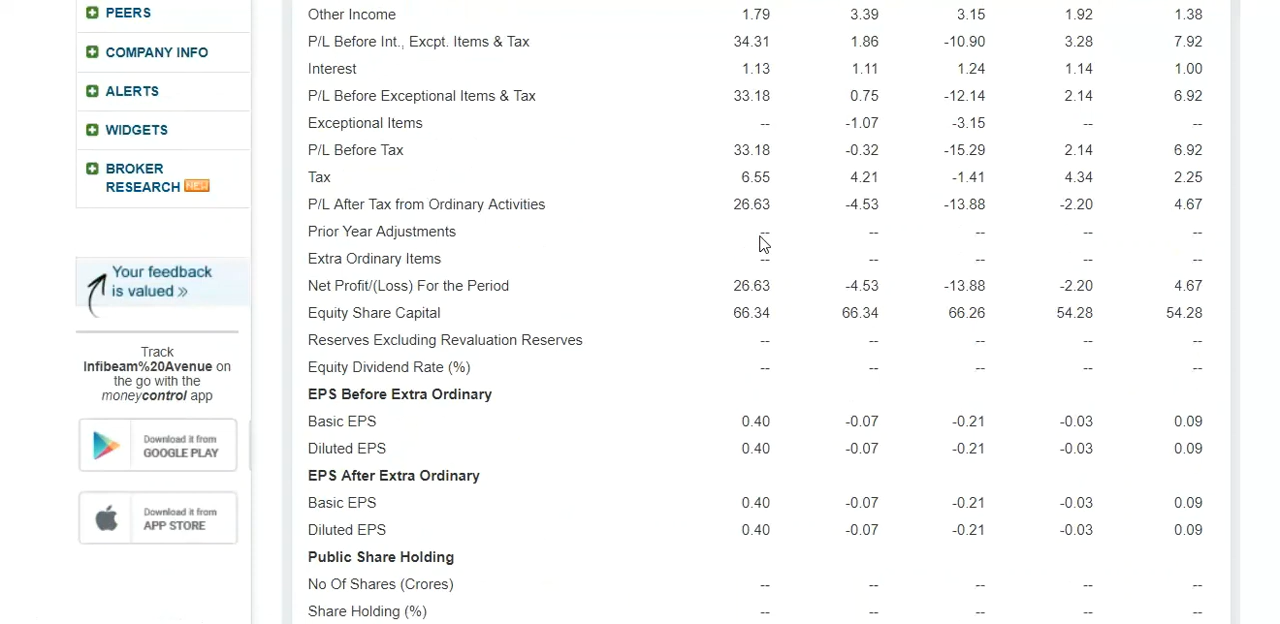 PEERS
COMPANY INFO
ALERTS
WIDGETS
BROKER
RESEARCH NEW
Your feedback
is valued »
Track
Infibeam%20Avenue on
the go with the
moneycontrol app
Download it from
GOOGLE PLAY
Download it from
APP STORE
Other Income 1.79 3.39 3.15 1.92 1.38
P/L Before Int., Excpt. Items & Tax 34.31 1.86 -10.90 3.28 7.92
Interest 1.13 1.11 1.24 1.14 1.00
P/L Before Exceptional Items & Tax 33.18 0.75 -12.14 2.14 6.92
Exceptional Items -- -1.07 -3.15 -- --
P/L Before Tax 33.18 -0.32 -15.29 2.14 6.92
Tax 6.55 4.21 -1.41 4.34 2.25
P/L After Tax from Ordinary Activities 26.63 -4.53 -13.88 -2.20 4.67
Prior Year Adjustments -- -- -- -- --
Extra Ordinary Items -- -- -- -- --
Net Profit/(Loss) For the Period 26.63 -4.53 -13.88 -2.20 4.67
Equity Share Capital 66.34 66.34 66.26 54.28 54.28
Reserves Excluding Revaluation Reserves -- -- -- -- --
Equity Dividend Rate (%) -- -- -- -- --
EPS Before Extra Ordinary
Basic EPS 0.40 -0.07 -0.21 -0.03 0.09
Diluted EPS 0.40 -0.07 -0.21 -0.03 0.09
EPS After Extra Ordinary
Basic EPS 0.40 -0.07 -0.21 -0.03 0.09
Diluted EPS 0.40 -0.07 -0.21 -0.03 0.09
Public Share Holding
No Of Shares (Crores) -- -- -- -- --
Share Holding (%) -- -- -- -- --